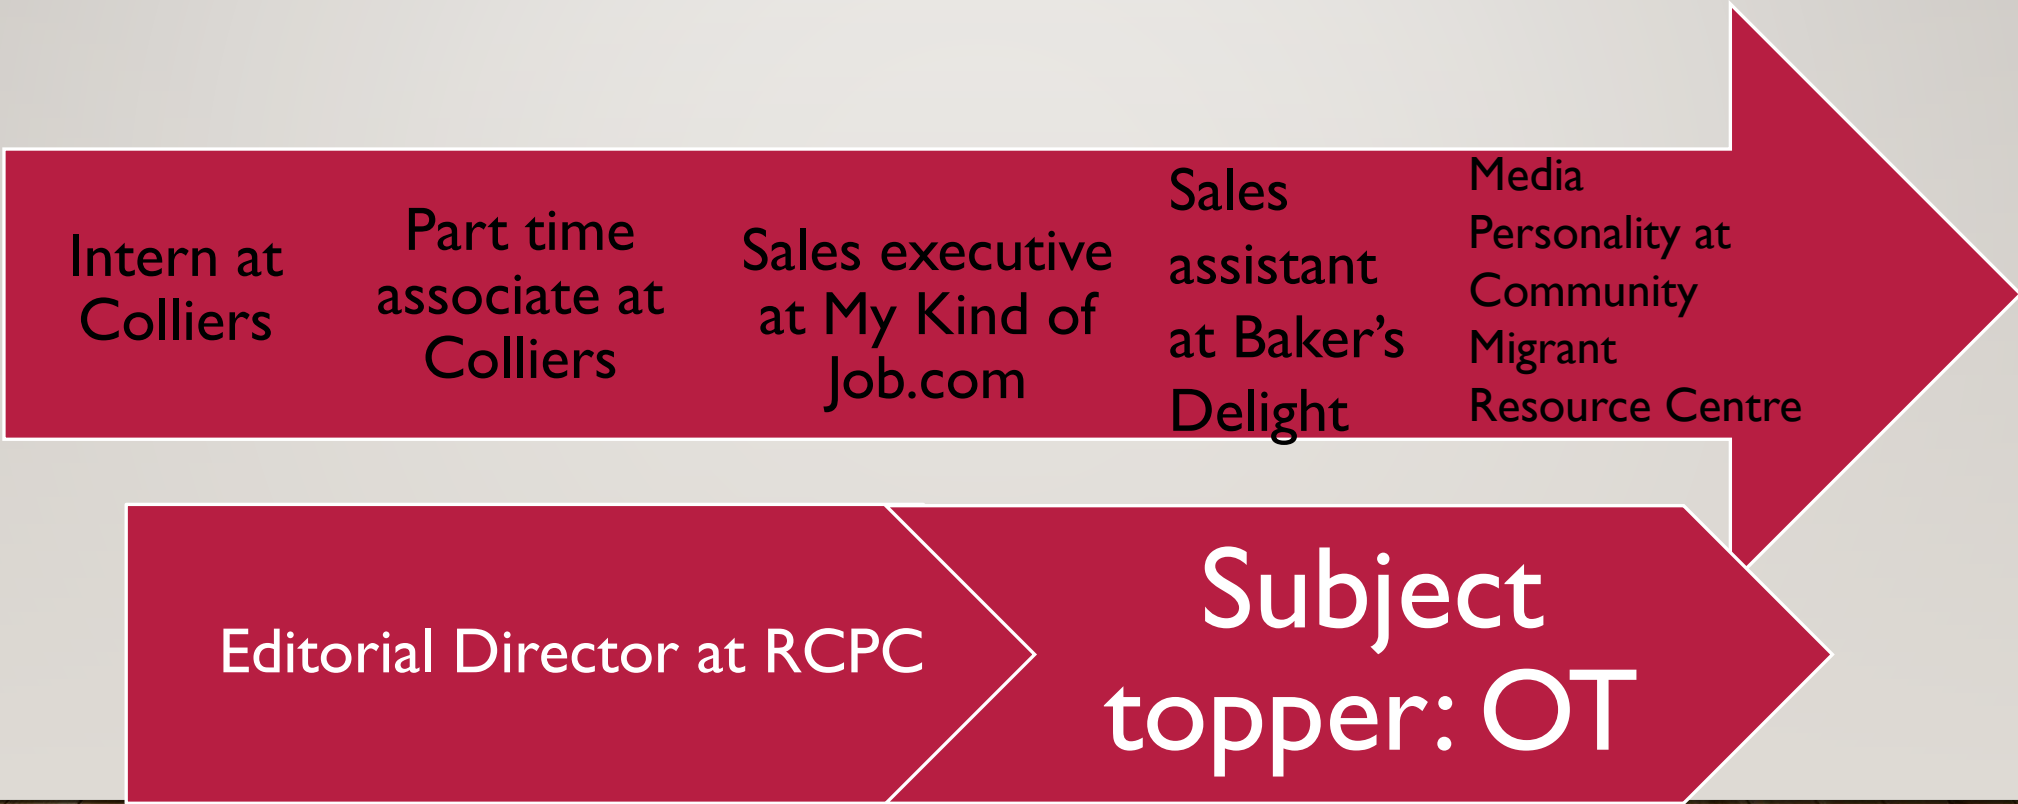 Intern at
Colliers
Part time
associate at
Colliers
Sales executive
at My Kind of
Job.com
Sales
assistant
at Baker’s
Delight
Media
Personality at
Community
Migrant
Resource Centre
Editorial Director at RCPC
Subject
topper: OT